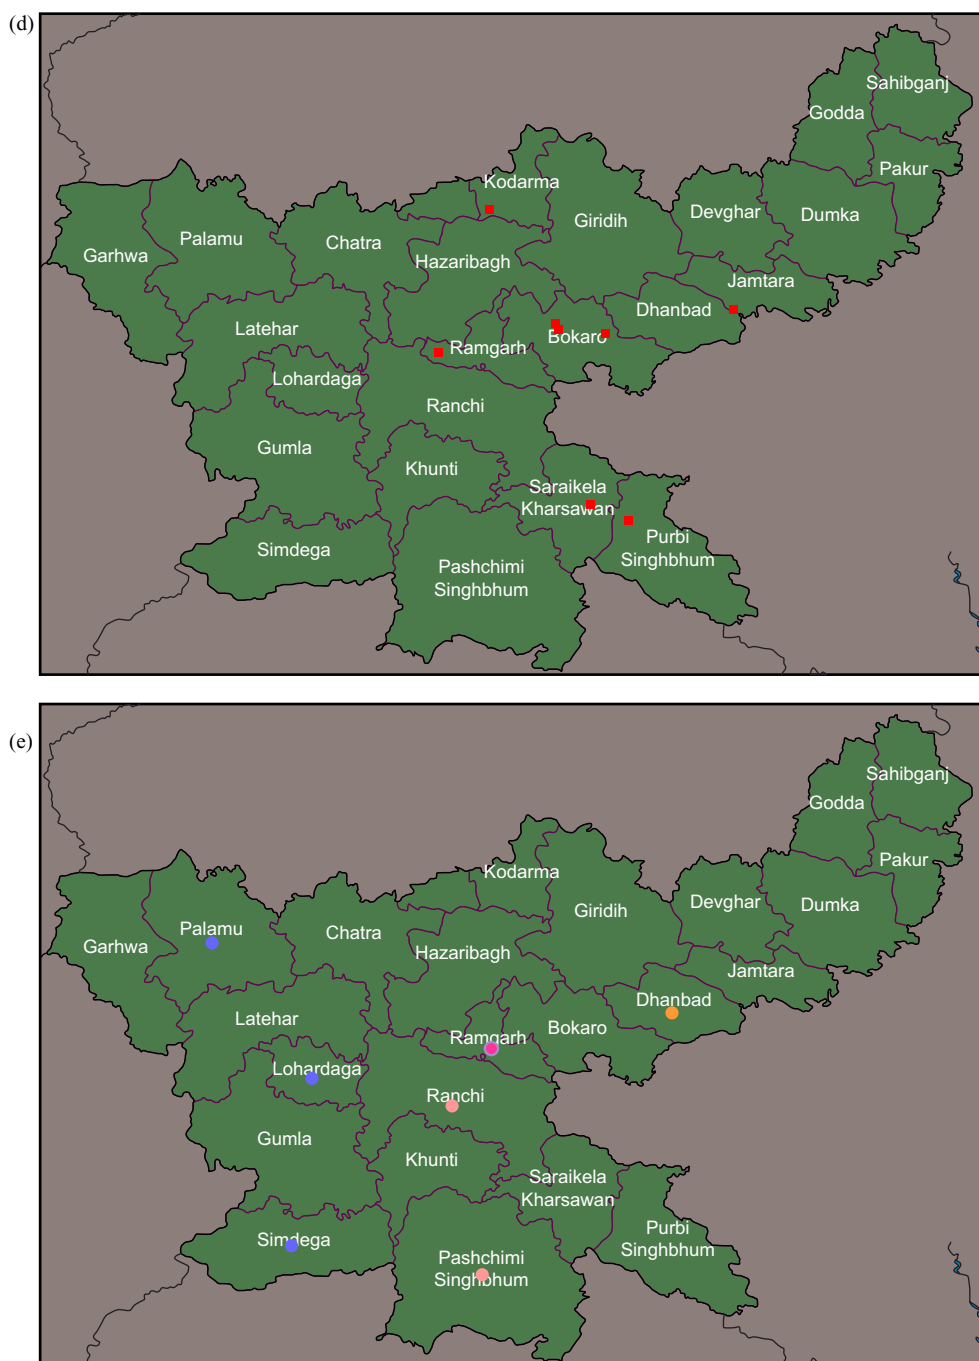 (d)
Sahibganj
Godda
Pakur
Kodarma
Devghar
Dumka
Giridih
Palamu
Chatra
Garhwa
Hazaribagh
Jamtara
Dhanbad
Latehar
Bokaro
Ramgarh
Lohardaga
Ranchi
Gumla
Khunti
Saraikela
Kharsawan
Purbi
Singhbhum
Simdega
Pashchimi
Singhbhum
(e)
Sahibganj
Godda
Pakur
Kodarma
Devghar
Dumka
Giridih
Palamu
Chatra
Garhwa
Hazaribagh
Jamtara
Dhanbad
Latehar
Bokaro
Ramgarh
Lohardaga
Ranchi
Gumla
Khunti
Saraikela
Kharsawan
Purbi
Singhbhum
Simdega
Pashchimi
Singhbhum